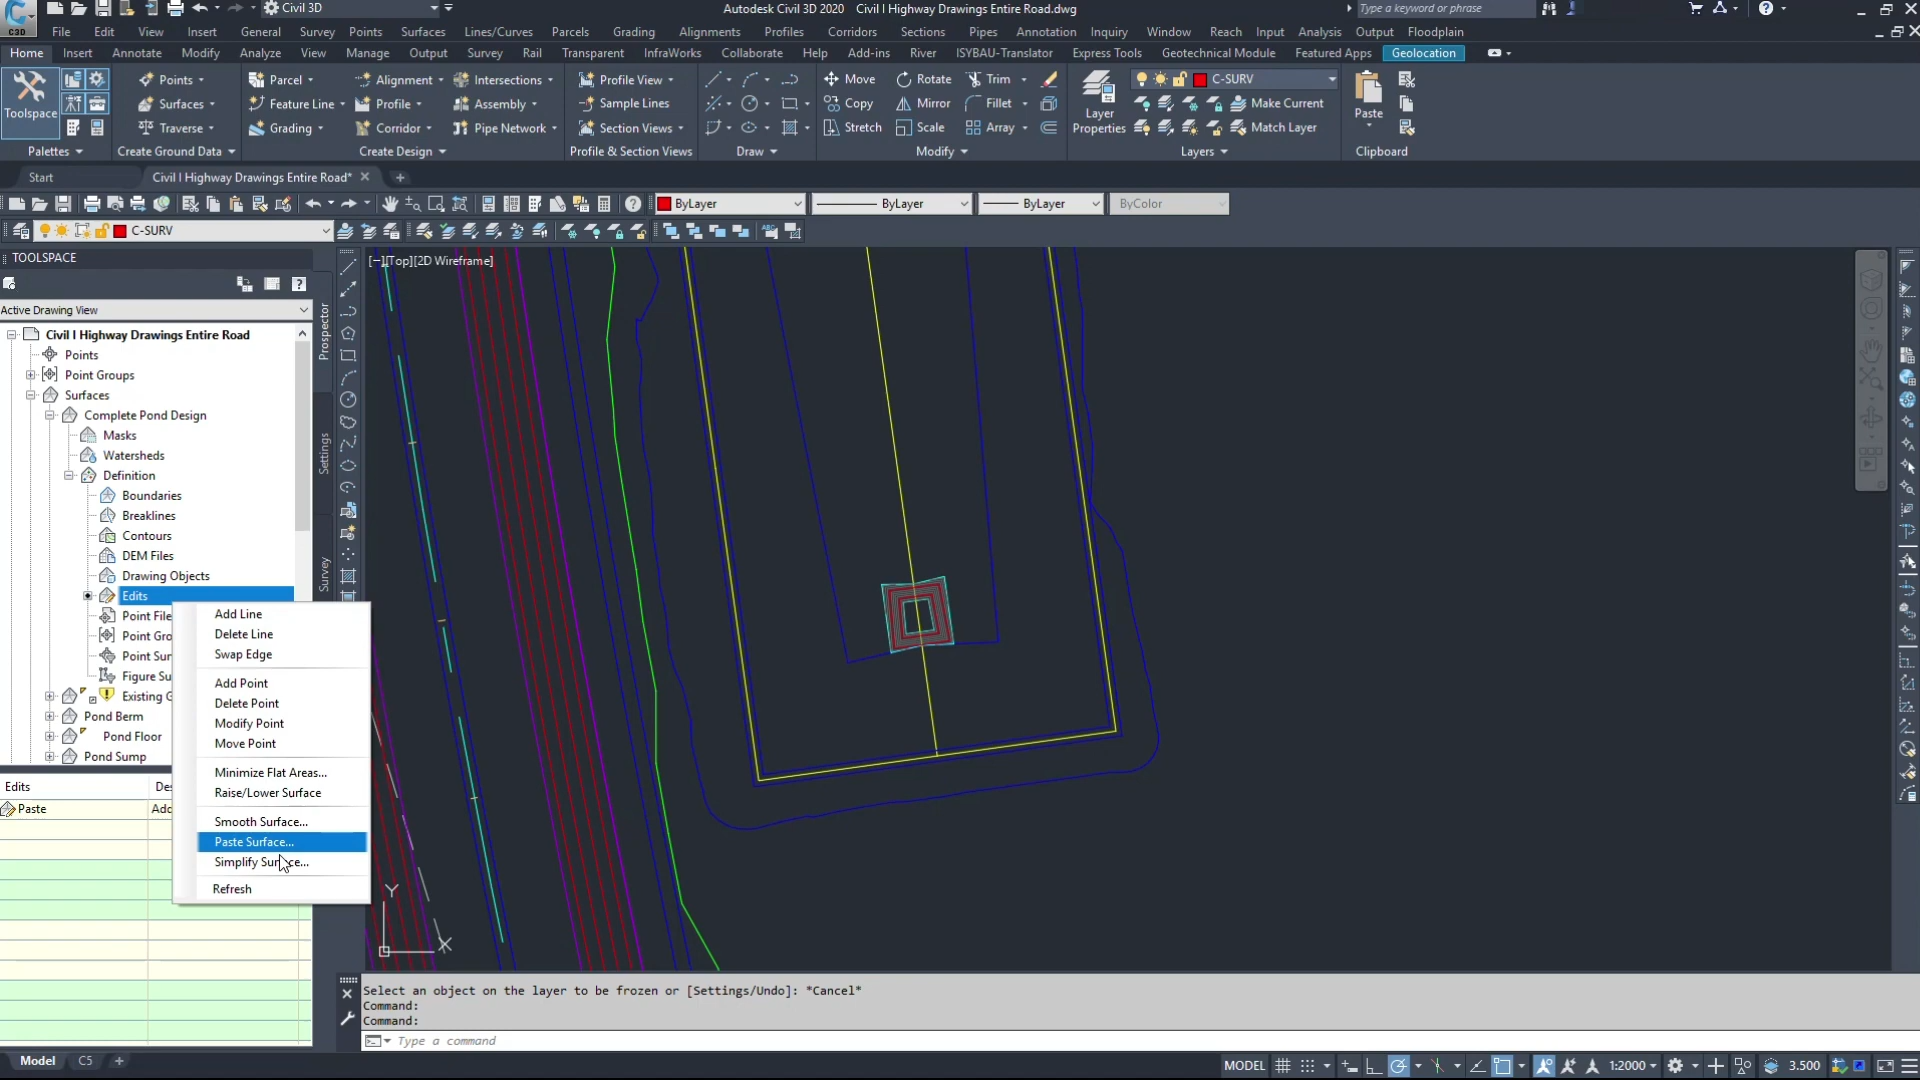 Civil 3D
Autodesk Civil 3D 2020 Civil I Highway Drawings Entire Road.dwg
Type a keyword or phrase
C3D
File Edit View Insert General Survey Points Surfaces Lines/Curves Parcels Grading Alignments Profiles Corridors Sections Pipes Annotation Inquiry Window Reach Input Analysis Output Floodplain
Home Insert Annotate Modify Analyze View Manage Output Survey Rail Transparent InfraWorks Collaborate Help Add-ins River ISYBAU-Translator Express Tools Geotechnical Module Featured Apps Geolocation
Points Parcel Alignment Intersections Profile View Move Rotate Trim C-SURV
Surfaces Feature Line Profile Assembly Sample Lines Copy Mirror Fillet Make Current
Toolspace Layer Properties Paste
Traverse Grading Corridor Pipe Network Section Views Stretch Scale Array Match Layer
Palettes Create Ground Data Create Design Profile & Section Views Draw Modify Layers Clipboard
Start Civil I Highway Drawings Entire Road*
ByLayer ByLayer ByLayer ByColor
C-SURV
TOOLSPACE
[−][Top][2D Wireframe]
Active Drawing View
Prospector
Settings
Survey
Civil I Highway Drawings Entire Road
Points
Point Groups
Surfaces
Complete Pond Design
Masks
Watersheds
Definition
Boundaries
Breaklines
Contours
DEM Files
Drawing Objects
Edits
Point File
Point Gro
Point Sur
Figure Su
Existing G
Pond Berm
Pond Floor
Pond Sump
Add Line
Delete Line
Swap Edge
Add Point
Delete Point
Modify Point
Move Point
Minimize Flat Areas...
Raise/Lower Surface
Smooth Surface...
Paste Surface...
Simplify Surface...
Refresh
Edits Des
Paste Add
Y
X
Select an object on the layer to be frozen or [Settings/Undo]: *Cancel*
Command:
Command:
Type a command
Model C5
MODEL 1:2000 3.500